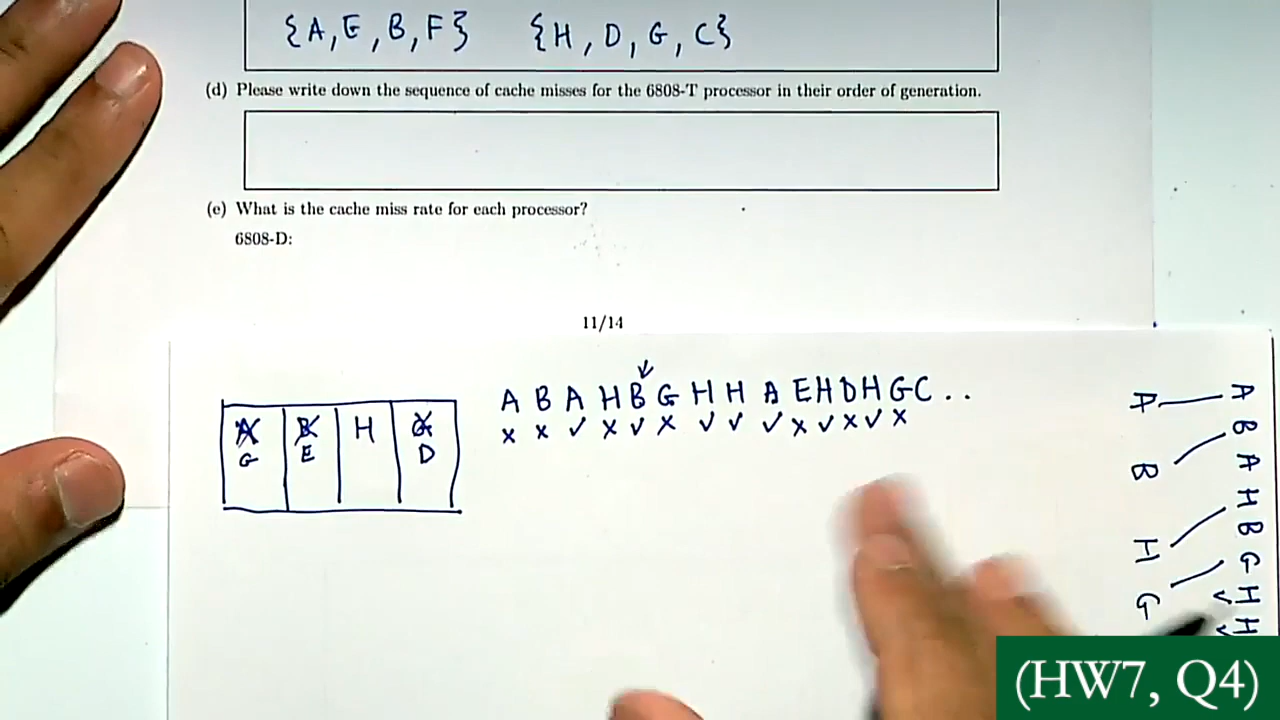 {A, E, B, F} {H, D, G, C}
(d) Please write down the sequence of cache misses for the 6808-T processor in their order of generation.
(e) What is the cache miss rate for each processor?
6808-D:
11/14
↓
A B A H B G H H A E H D H G C . .
x x ✓ x ✓ x ✓ ✓ ✓ x ✓ x ✓ x
A B H G
G E D
A B A H B G H H
✓ ✓
A B H G
(HW7, Q4)